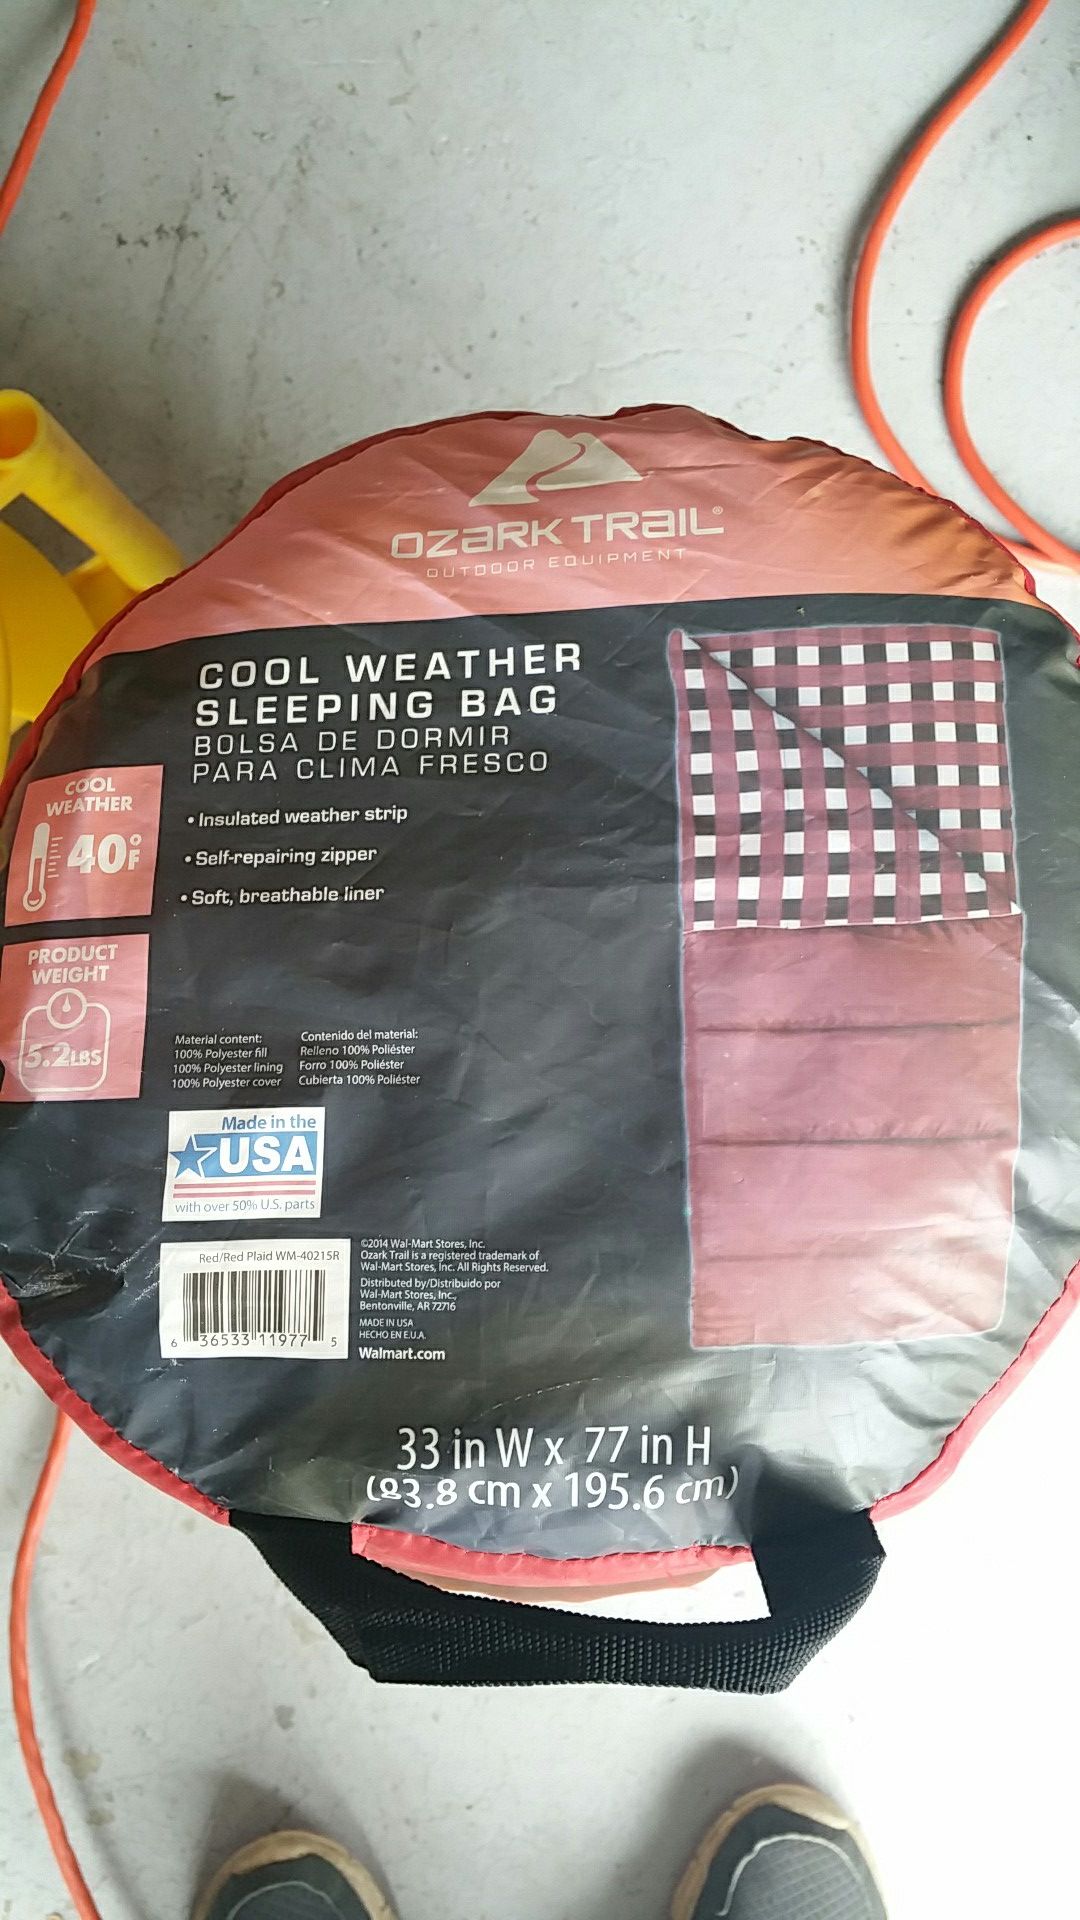 OZARK TRAIL®
OUTDOOR EQUIPMENT
COOL WEATHER
SLEEPING BAG
BOLSA DE DORMIR
PARA CLIMA FRESCO
• Insulated weather strip
• Self-repairing zipper
• Soft, breathable liner
COOL
WEATHER
40°F
PRODUCT
WEIGHT
5.2LBS
Material content:
100% Polyester fill
100% Polyester lining
100% Polyester cover
Contenido del material:
Relleno 100% Poliéster
Forro 100% Poliéster
Cubierta 100% Poliéster
Made in the
USA
with over 50% U.S. parts
Red/Red Plaid WM-40215R
6 36533 11977 5
©2014 Wal-Mart Stores, Inc.
Ozark Trail is a registered trademark of
Wal-Mart Stores, Inc. All Rights Reserved.
Distributed by/Distribuido por
Wal-Mart Stores, Inc.,
Bentonville, AR 72716
MADE IN USA
HECHO EN E.U.A.
Walmart.com
33 in W x 77 in H
(83.8 cm x 195.6 cm)